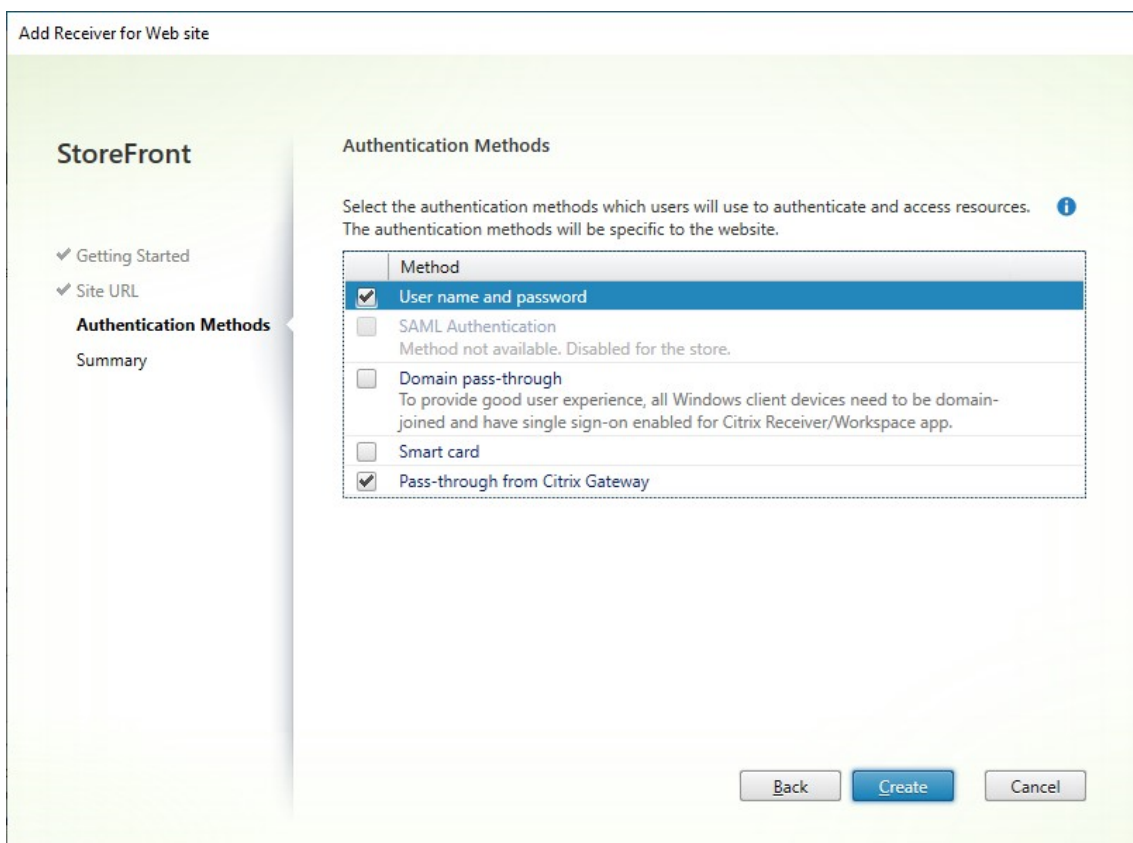 Add Receiver for Web site
StoreFront
Getting Started
Site URL
Authentication Methods
Summary
Authentication Methods
Select the authentication methods which users will use to authenticate and access resources.
The authentication methods will be specific to the website.
Method
User name and password
SAML Authentication
Method not available. Disabled for the store.
Domain pass-through
To provide good user experience, all Windows client devices need to be domain-
joined and have single sign-on enabled for Citrix Receiver/Workspace app.
Smart card
Pass-through from Citrix Gateway
Back
Create
Cancel